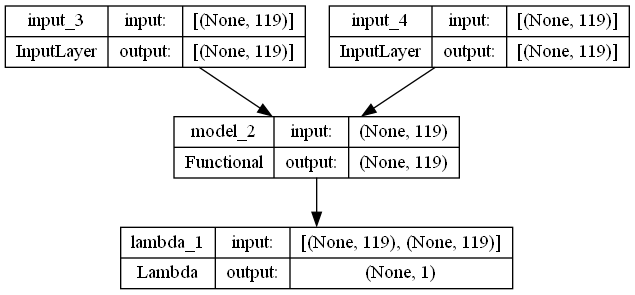 input_3 input: [(None, 119)]
InputLayer output: [(None, 119)]
input_4 input: [(None, 119)]
InputLayer output: [(None, 119)]
model_2 input: (None, 119)
Functional output: (None, 119)
lambda_1 input: [(None, 119), (None, 119)]
Lambda output: (None, 1)